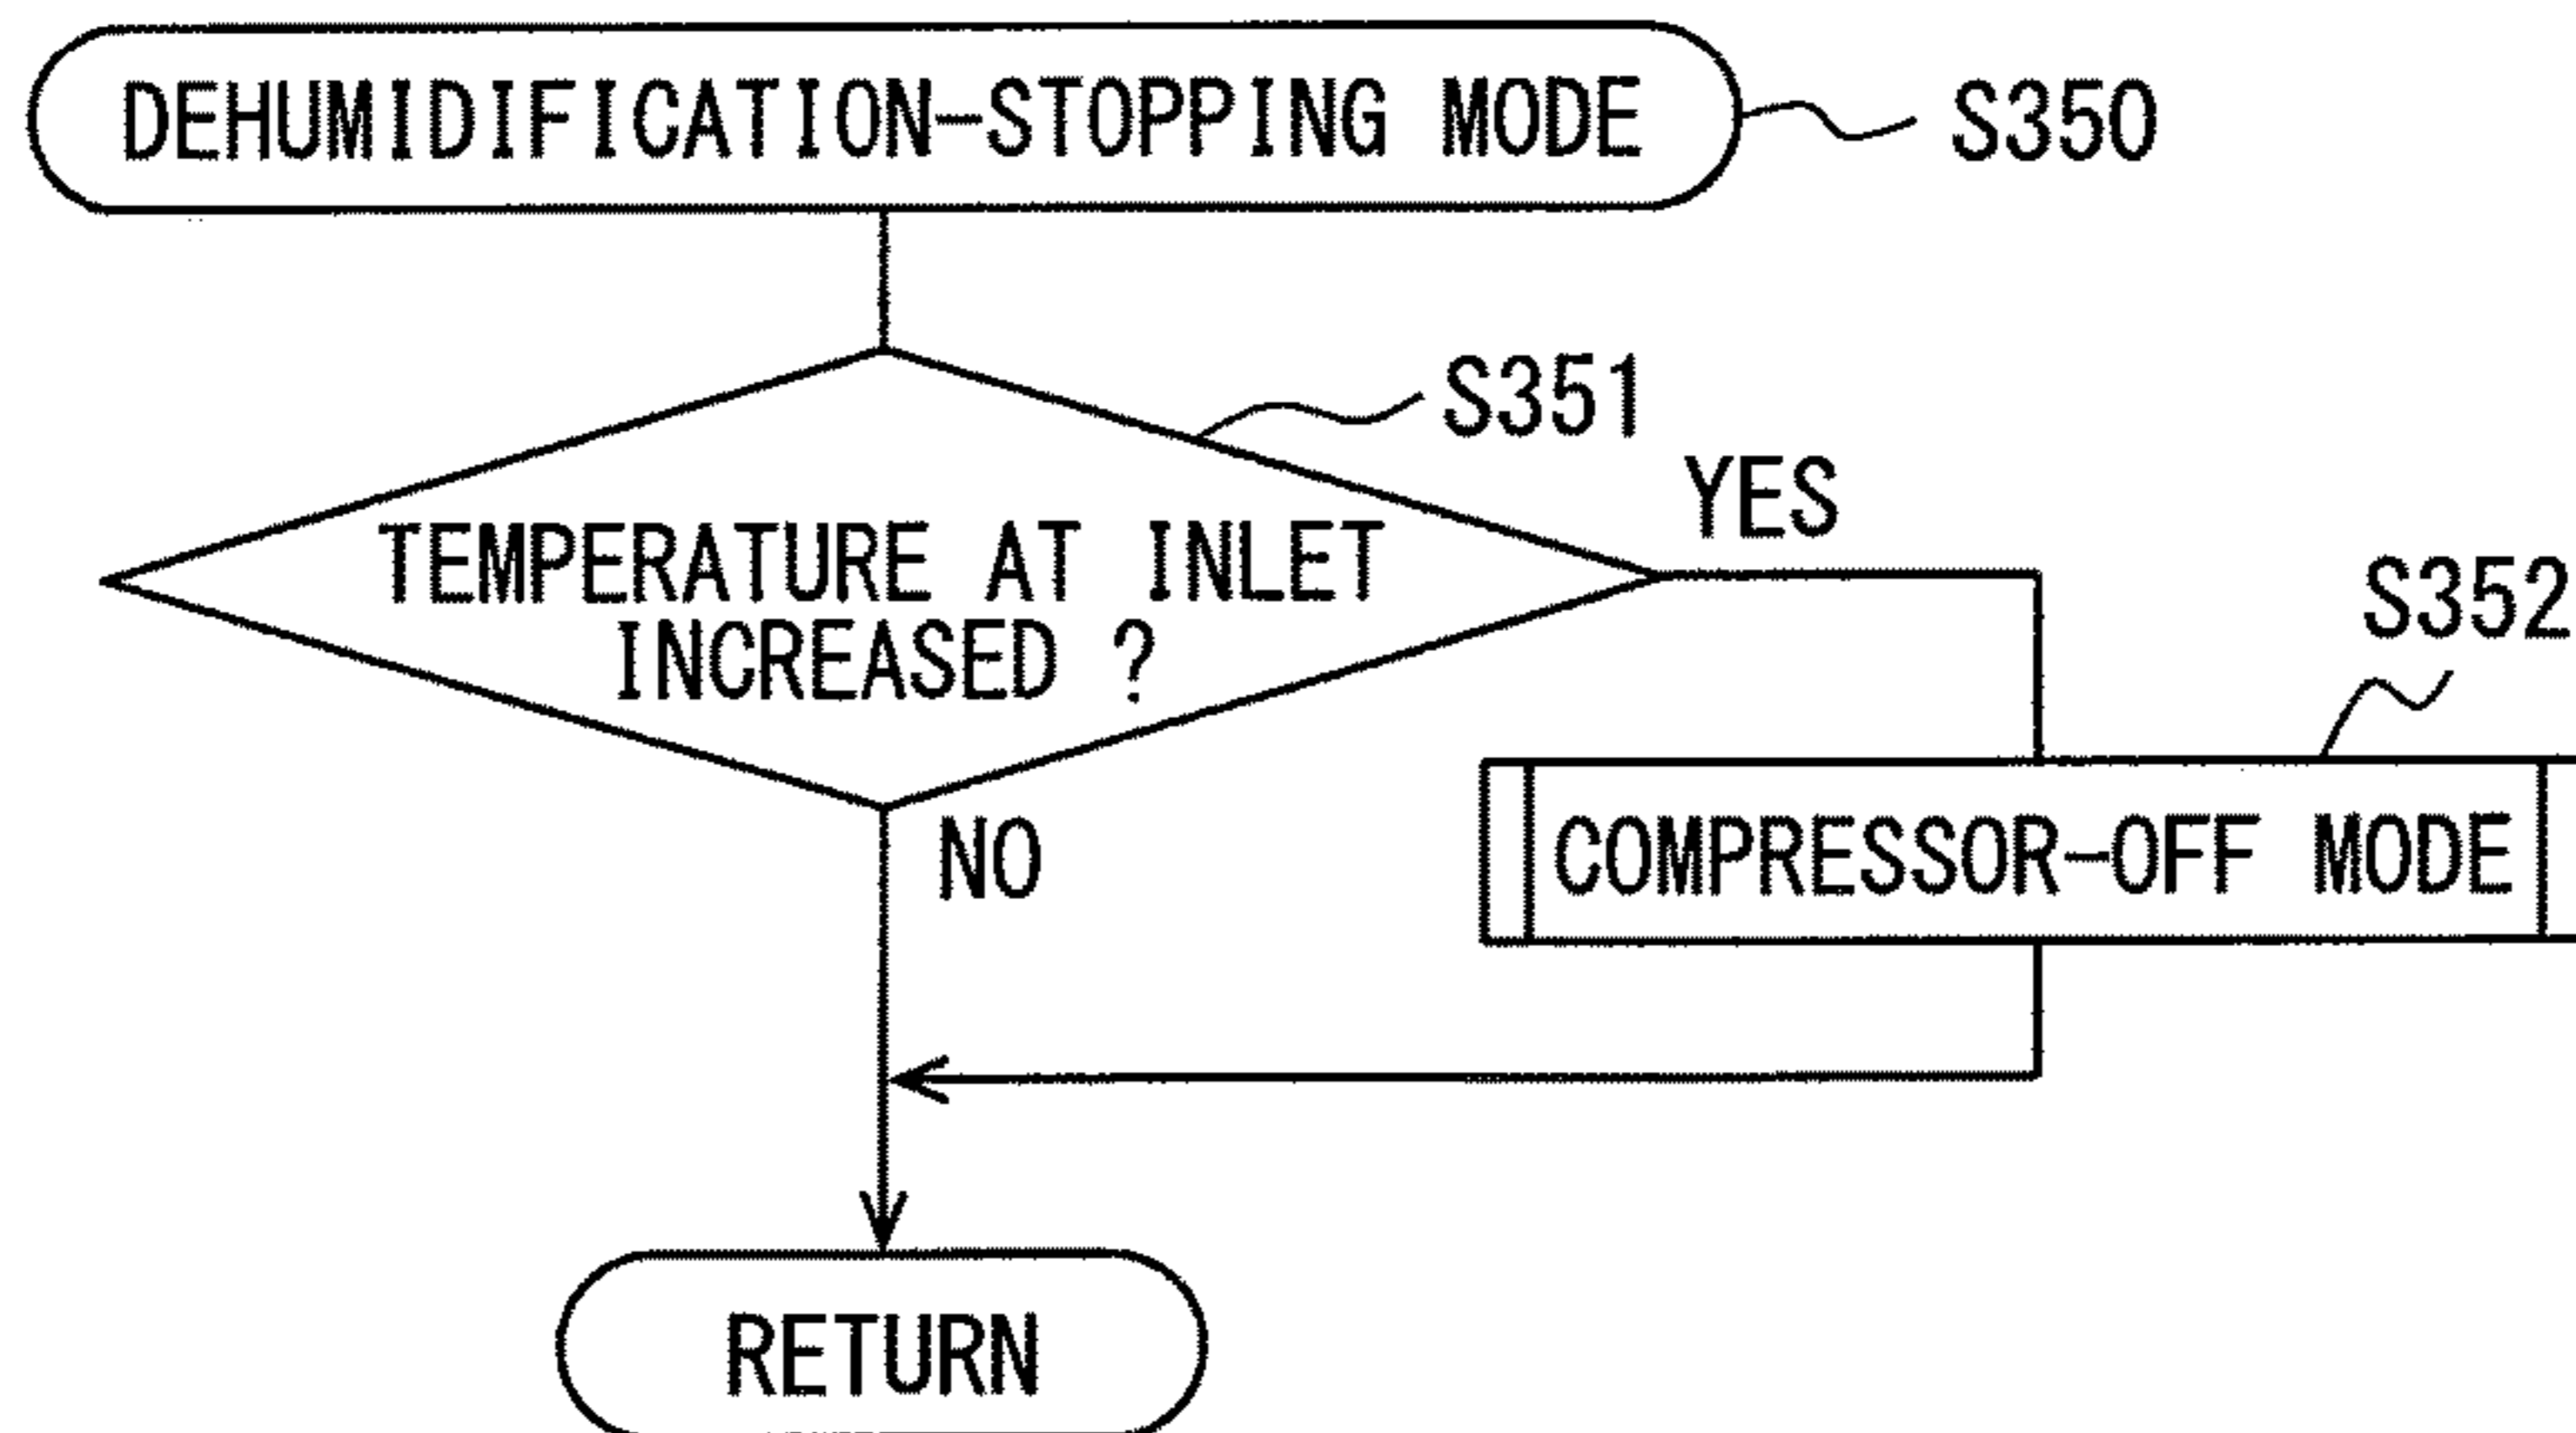 DEHUMIDIFICATION-STOPPING MODE
S350
S351
TEMPERATURE AT INLET
INCREASED ?
YES
S352
COMPRESSOR-OFF MODE
NO
RETURN